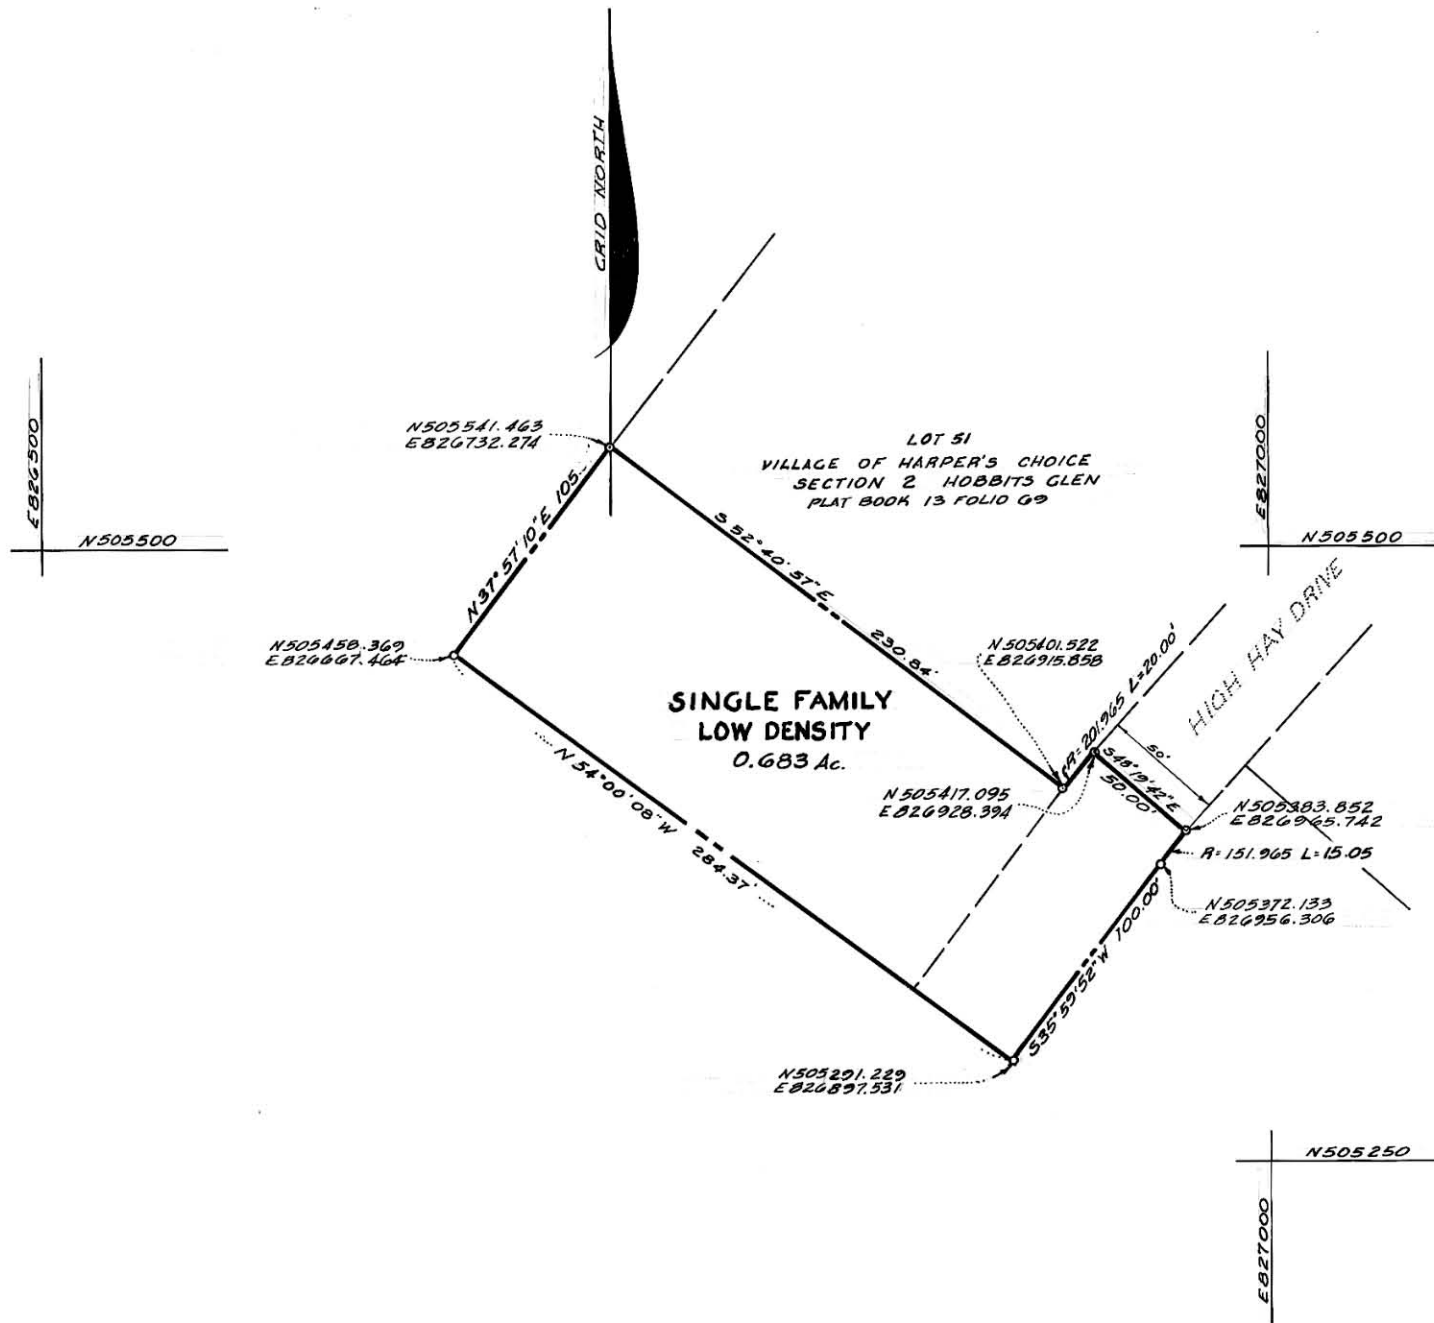 GRID NORTH
E826500
N505500
N505541.463
E826732.274
LOT 51
VILLAGE OF HARPER'S CHOICE
SECTION 2 HOBBITS GLEN
PLAT BOOK 13 FOLIO 69
E827000
N505500
N37°57'10"E 105.
S52°40'57"E 230.84'
N505458.369
E826667.464
SINGLE FAMILY
LOW DENSITY
0.683 Ac.
N505401.522
E826915.858
R=201.965 L=20.00'
HIGH HAY DRIVE
50'
S48°19'42"E
50.00'
N505417.095
E826928.394
N505383.852
E826965.742
R=151.965 L=15.05
N505372.133
E826956.306
N54°00'08"W 284.37'
S35°59'52"W 100.00'
N505291.229
E826897.531
N505250
E827000